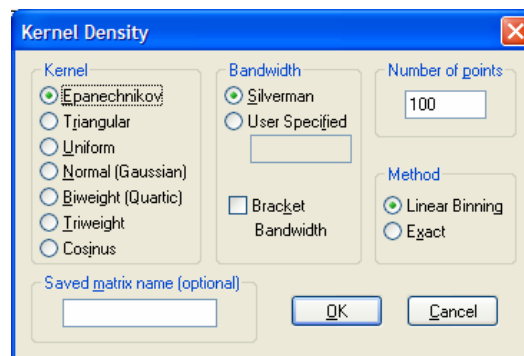 Kernel Density
Kernel
Epanechnikov
Triangular
Uniform
Normal (Gaussian)
Biweight (Quartic)
Triweight
Cosinus
Bandwidth
Silverman
User Specified
Bracket
Bandwidth
Number of points
100
Method
Linear Binning
Exact
Saved matrix name (optional)
OK
Cancel